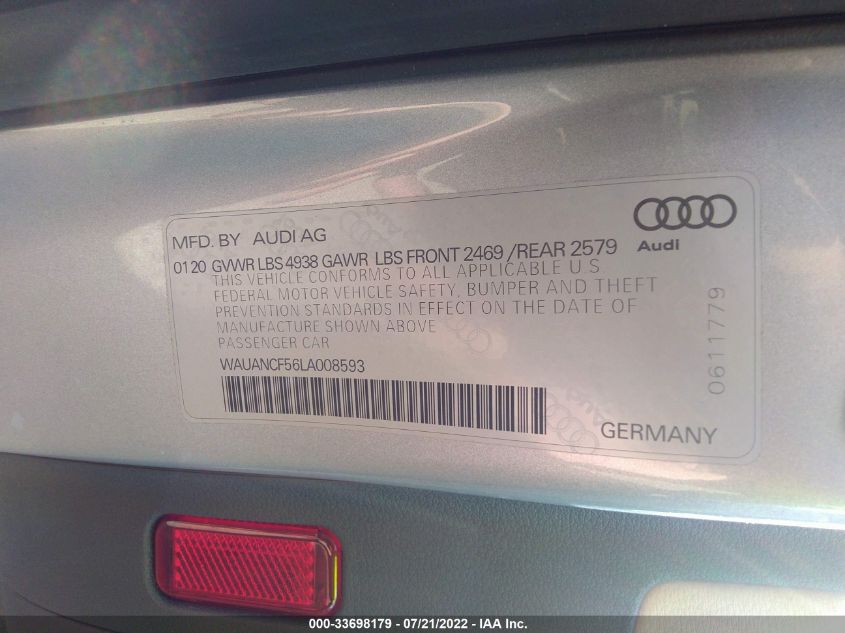 MFD. BY AUDI AG
Audi
01 20 GVWR LBS 4938 GAWR LBS FRONT 2469 /REAR 2579
THIS VEHICLE CONFORMS TO ALL APPLICABLE U.S
FEDERAL MOTOR VEHICLE SAFETY, BUMPER AND THEFT
PREVENTION STANDARDS IN EFFECT ON THE DATE OF
MANUFACTURE SHOWN ABOVE
PASSENGER CAR
WAUANCF56LA008593
GERMANY
0611779
000-33698179 - 07/21/2022 - IAA Inc.